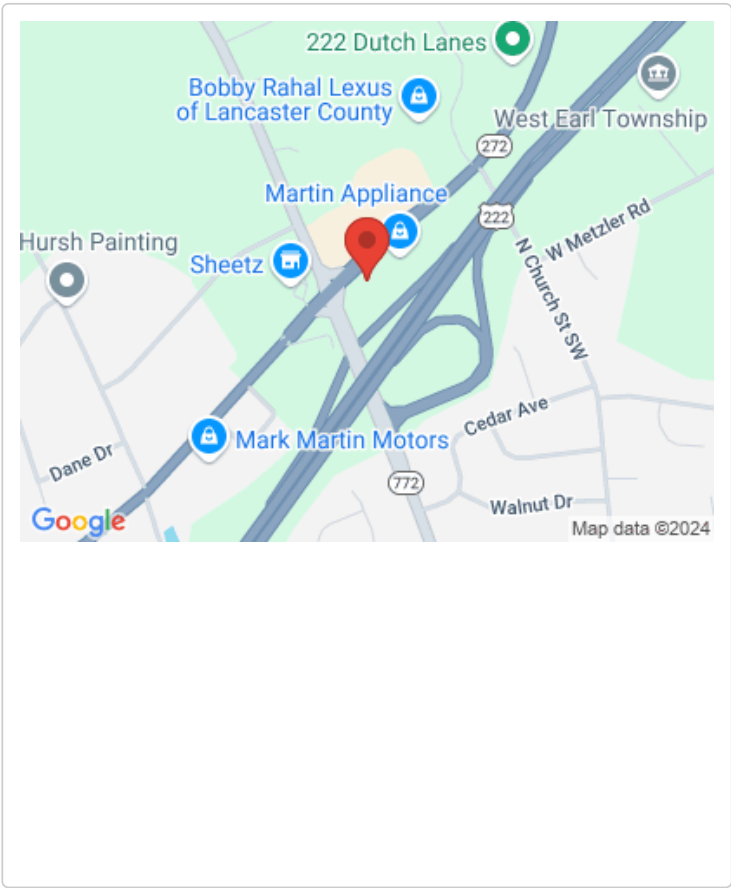 222 Dutch Lanes
Bobby Rahal Lexus
of Lancaster County
West Earl Township
272
Martin Appliance
222
W Metzler Rd
Hursh Painting
Sheetz
N Church St SW
Cedar Ave
Mark Martin Motors
Dane Dr
772
Walnut Dr
Google
Map data ©2024